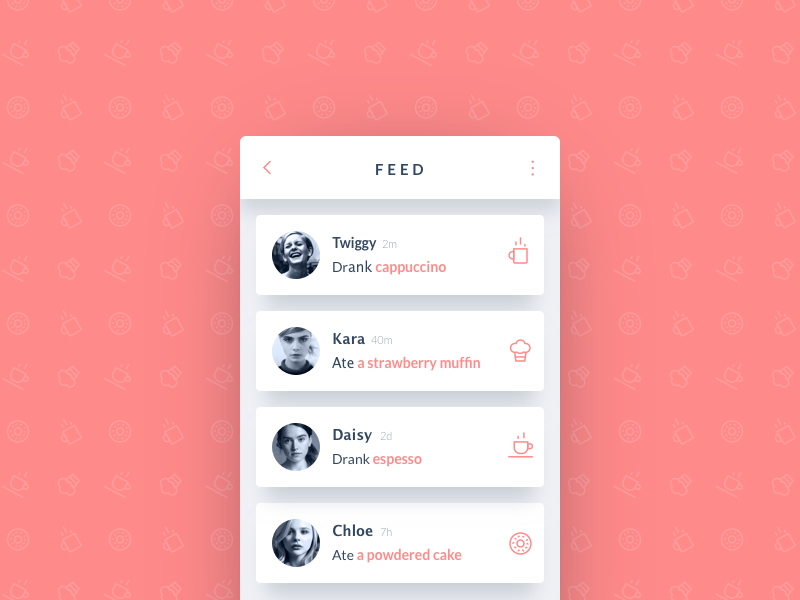 FEED
Twiggy 2m
Drank cappuccino
Kara 40m
Ate a strawberry muffin
Daisy 2d
Drank espesso
Chloe 7h
Ate a powdered cake